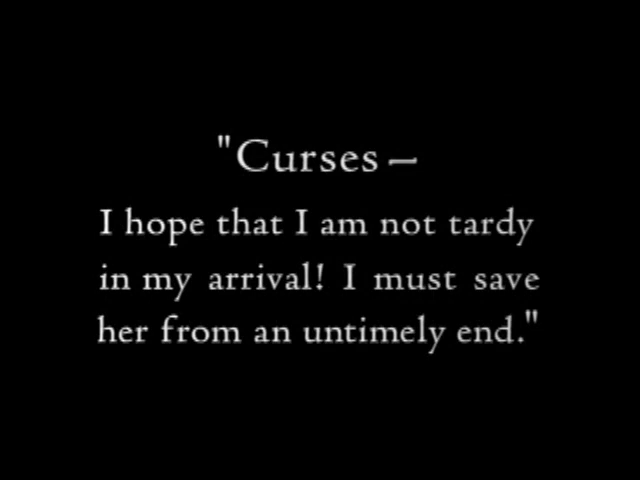 "Curses —
I hope that I am not tardy
in my arrival! I must save
her from an untimely end."